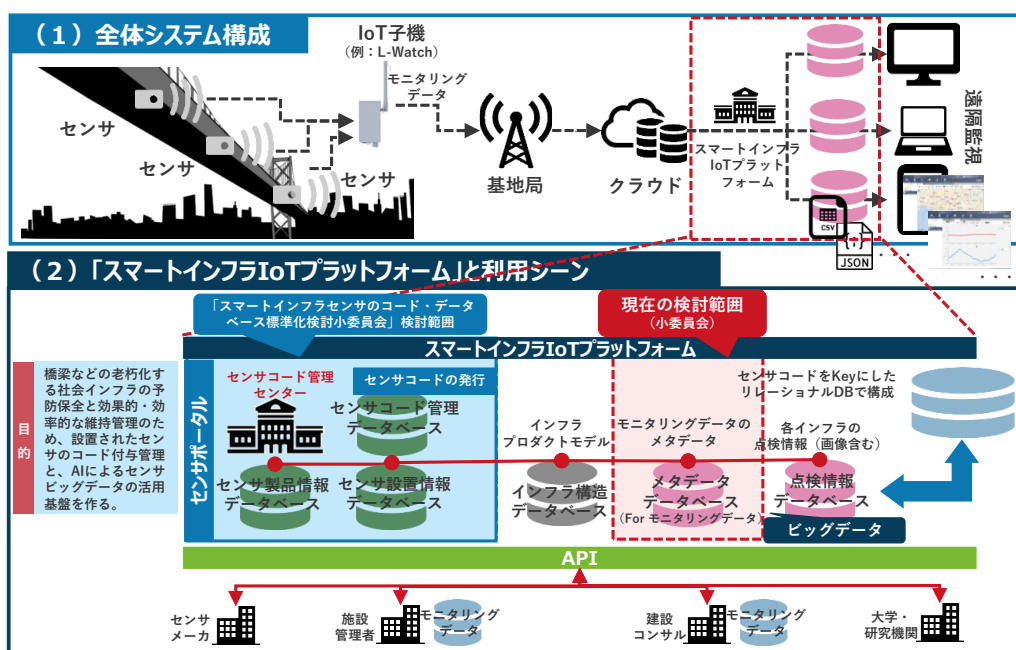 （１）全体システム構成
IoT子機
（例：L-Watch）
モニタリング
データ
センサ
センサ
センサ
基地局
クラウド
スマートインフラ
IoTプラット
フォーム
遠隔監視
CSV
JSON
・・・
・・・
（２）「スマートインフラIoTプラットフォーム」と利用シーン
「スマートインフラセンサのコード・データ
ベース標準化検討小委員会」検討範囲
現在の検討範囲
（小委員会）
スマートインフラIoTプラットフォーム
目的
橋梁などの老朽化す
る社会インフラの予
防保全と効果的・効
率的な維持管理のた
め、設置されたセン
サのコード付与管理
と、AIによるセンサ
ビッグデータの活用
基盤を作る。
センサポータル
センサコード管理
センター
センサコードの発行
センサコード管理
データベース
センサ製品情報
データベース
センサ設置情報
データベース
インフラ
プロダクトモデル
インフラ構造
データベース
モニタリングデータの
メタデータ
メタデータ
データベース
（For モニタリングデータ）
センサコードをKeyにした
リレーショナルDBで構成
各インフラの
点検情報（画像含む）
点検情報
データベース
ビッグデータ
API
センサ
メーカ
施設
管理者
モニタリング
データ
建設
コンサル
モニタリング
データ
大学・
研究機関